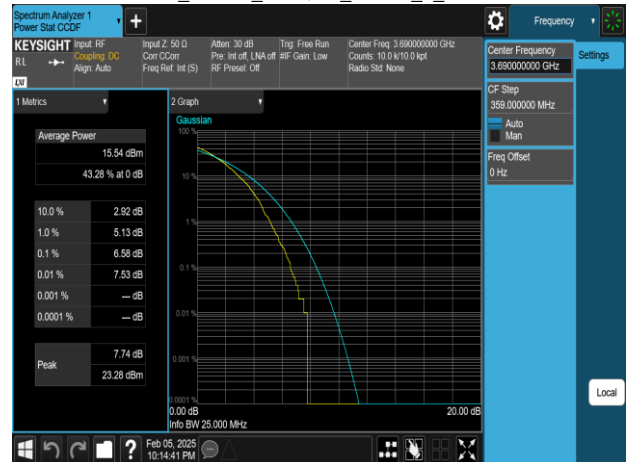 Spectrum Analyzer 1
Power Stat CCDF
+
Frequency
KEYSIGHT
RL
LXI
Input: RF
Coupling: DC
Align: Auto
Input Z: 50 Ω
Corr CCorr
Freq Ref: Int (S)
Atten: 30 dB
Pre: Int off, LNA off
RF Presel: Off
Trig: Free Run
#IF Gain: Low
Center Freq: 3.690000000 GHz
Counts: 10.0 k/10.0 kpt
Radio Std: None
Center Frequency
3.690000000 GHz
Settings
CF Step
359.000000 MHz
Auto
Man
Freq Offset
0 Hz
Local
1 Metrics
Average Power
15.54 dBm
43.28 % at 0 dB
10.0 % 2.92 dB
1.0 % 5.13 dB
0.1 % 6.58 dB
0.01 % 7.53 dB
0.001 % --- dB
0.0001 % --- dB
Peak
7.74 dB
23.28 dBm
2 Graph
Gaussian
100 %
10 %
1 %
0.1 %
0.01 %
0.001 %
0.0001 %
0.00 dB 20.00 dB
Info BW 25.000 MHz
?
Feb 05, 2025
10:14:41 PM